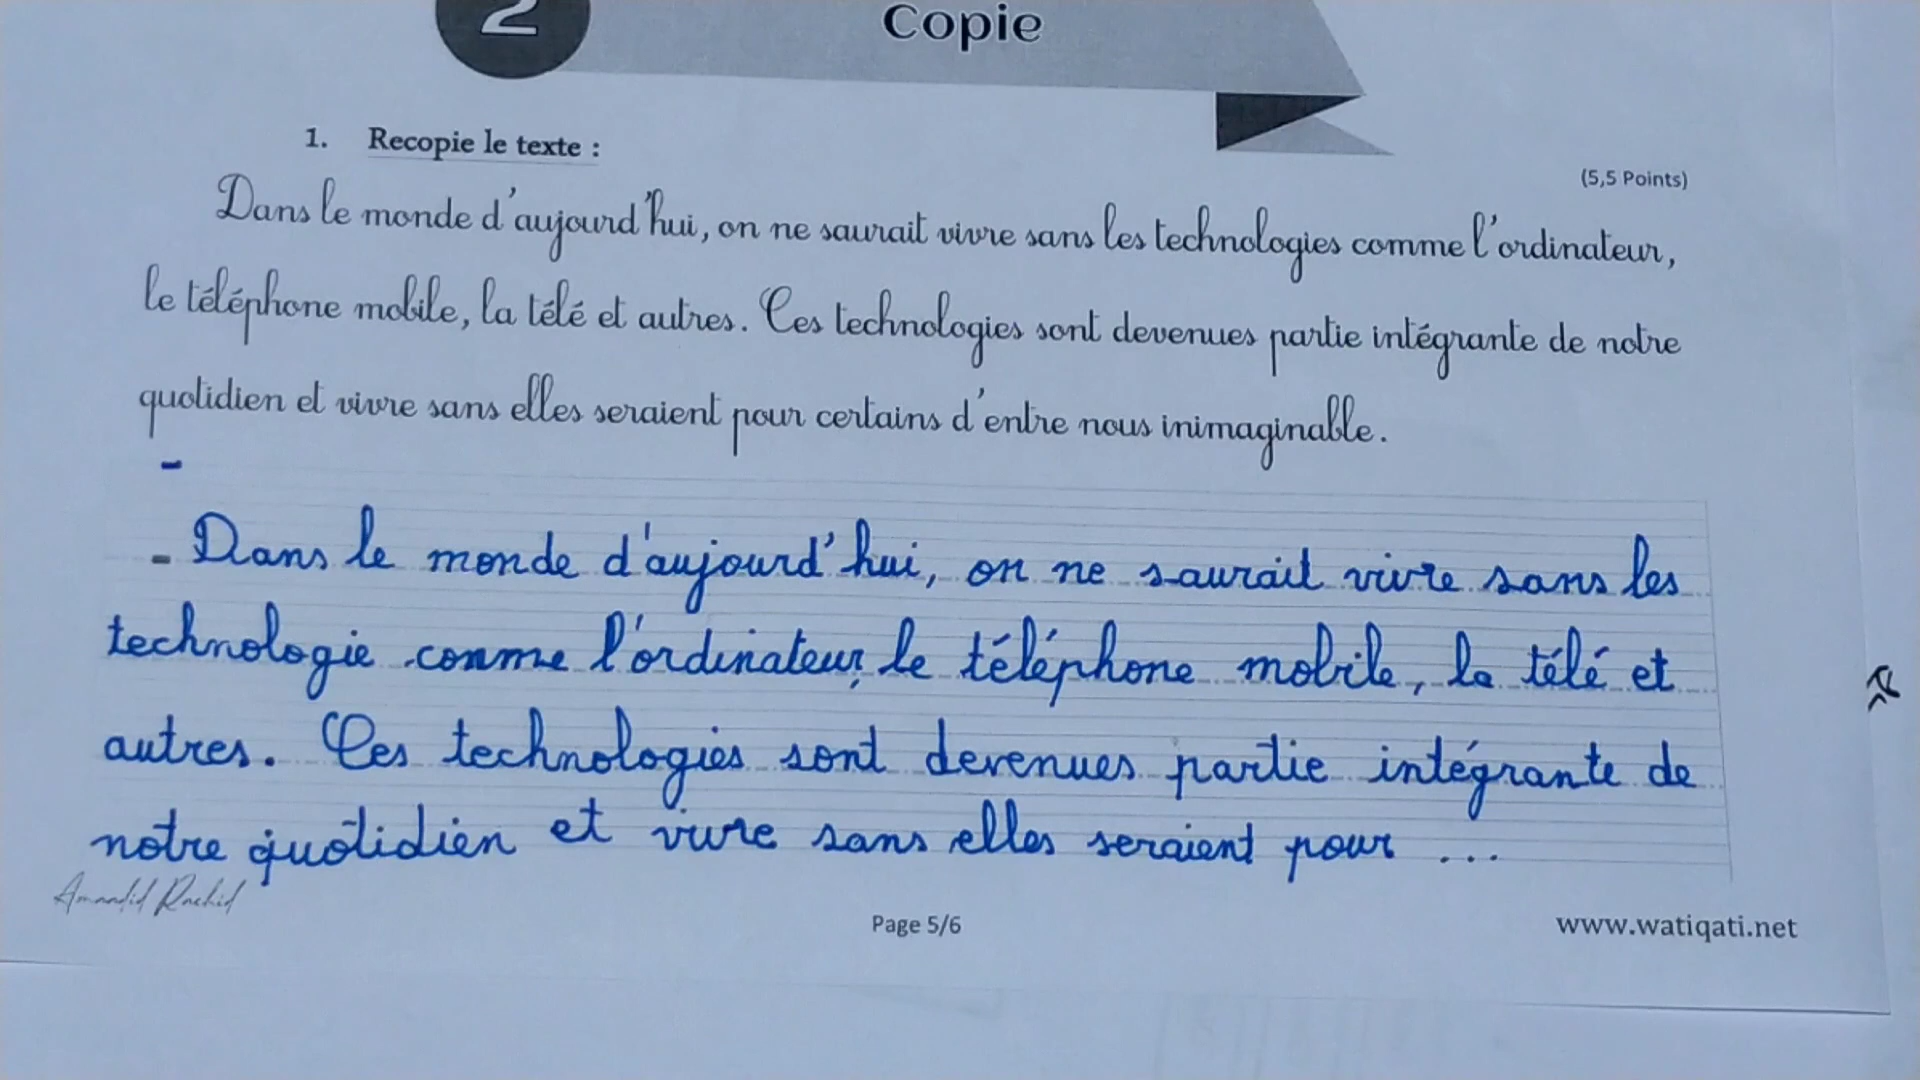 2
Copie
1. Recopie le texte :
(5,5 Points)
Dans le monde d'aujourd'hui, on ne saurait vivre sans les technologies comme l'ordinateur,
le téléphone mobile, la télé et autres. Ces technologies sont devenues partie intégrante de notre
quotidien et vivre sans elles seraient pour certains d'entre nous inimaginable.
-
- Dans le monde d'aujourd'hui, on ne saurait vivre sans les
technologie comme l'ordinateur, le téléphone mobile, la télé et
autres. Ces technologies sont devenues partie intégrante de
notre quotidien et vivre sans elles seraient pour ...
Amandid Rachid
Page 5/6
www.watiqati.net